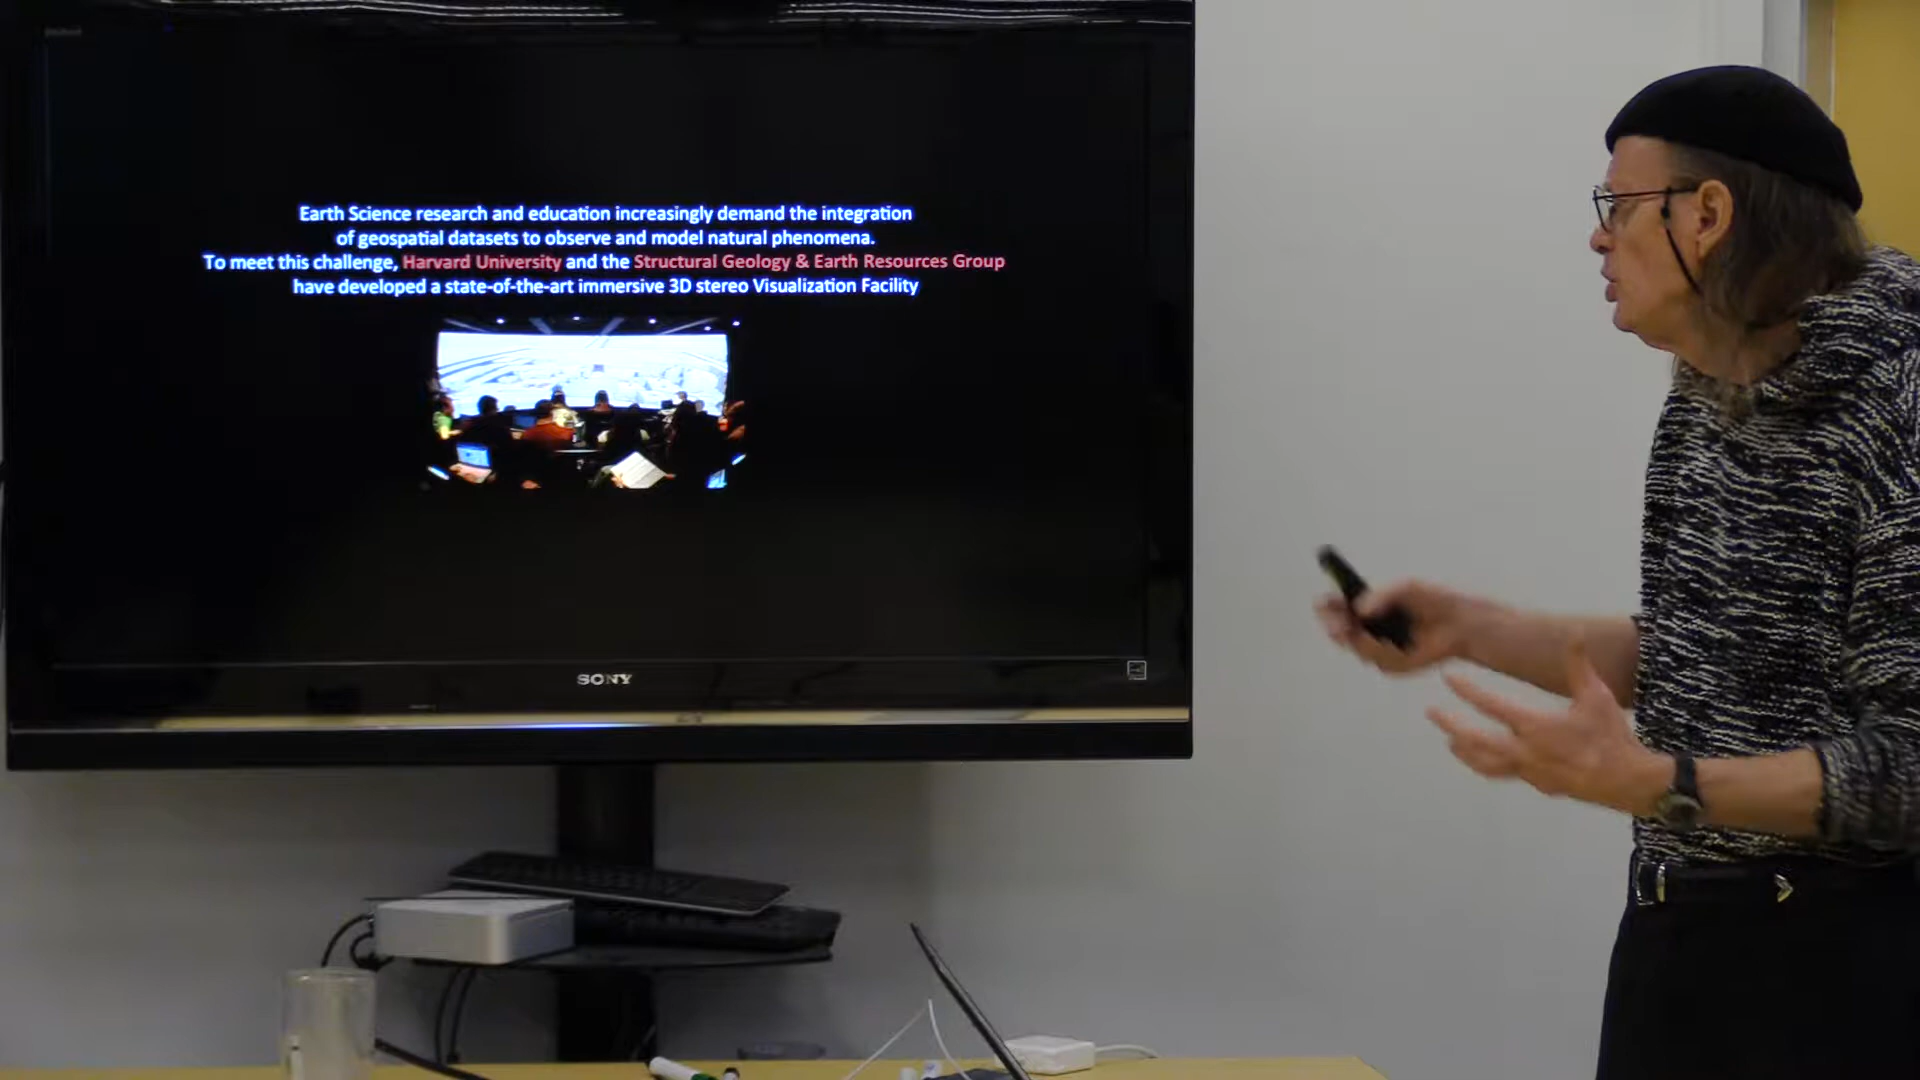 Earth Science research and education increasingly demand the integration
of geospatial datasets to observe and model natural phenomena.
To meet this challenge, Harvard University and the Structural Geology & Earth Resources Group
have developed a state-of-the-art immersive 3D stereo Visualization Facility
SONY